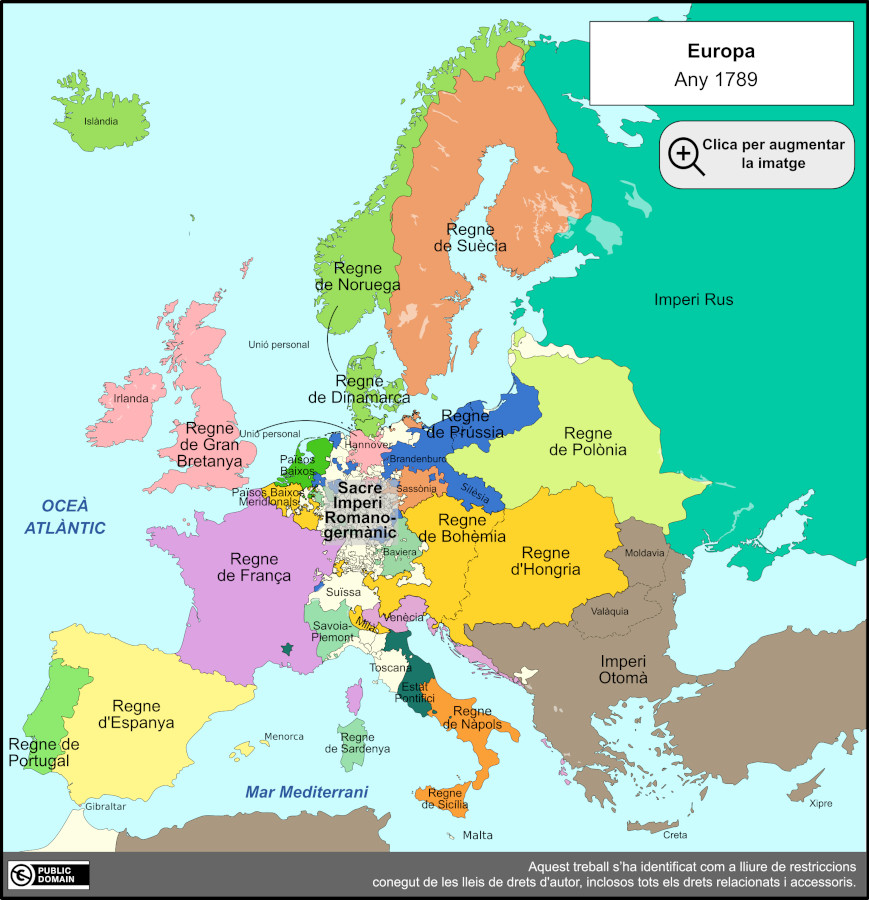 Europa
Any 1789
Clica per augmentar
la imatge
Islàndia
Regne
de Suècia
Regne
de Noruega
Imperi Rus
Unió personal
Regne
de Dinamarca
Irlanda
Regne
de Gran
Bretanya
Unió personal
Hannover
Regne
de Prússia
Regne
de Polònia
Països
Baixos
Brandenburg
Sacre
Imperi
Romano-
germànic
Saxònia
Silèsia
Països Baixos
Meridionals
OCEÀ
ATLÀNTIC
Regne
de Bohèmia
Regne
de França
Baviera
Regne
d'Hongria
Moldavia
Suïssa
Valàquia
Savoia-
Piemont
Milà
Venècia
Imperi
Otomà
Toscana
Estat
Pontifici
Regne
d'Espanya
Regne de
Portugal
Menorca
Regne
de Sardenya
Regne
de Nàpols
Mar Mediterrani
Regne
de Sicília
Gibraltar
Malta
Creta
Xipre
PUBLIC
DOMAIN
Aquest treball s'ha identificat com a lliure de restriccions
conegut de les lleis de drets d'autor, inclosos tots els drets relacionats i accessoris.